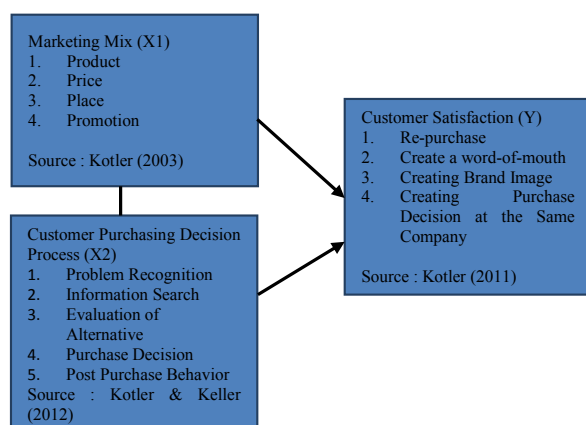 Marketing Mix (X1)
1. Product
2. Price
3. Place
4. Promotion
Source : Kotler (2003)
Customer Purchasing Decision
Process (X2)
1. Problem Recognition
2. Information Search
3. Evaluation of
Alternative
4. Purchase Decision
5. Post Purchase Behavior
Source : Kotler & Keller
(2012)
Customer Satisfaction (Y)
1. Re-purchase
2. Create a word-of-mouth
3. Creating Brand Image
4. Creating Purchase
Decision at the Same
Company
Source : Kotler (2011)